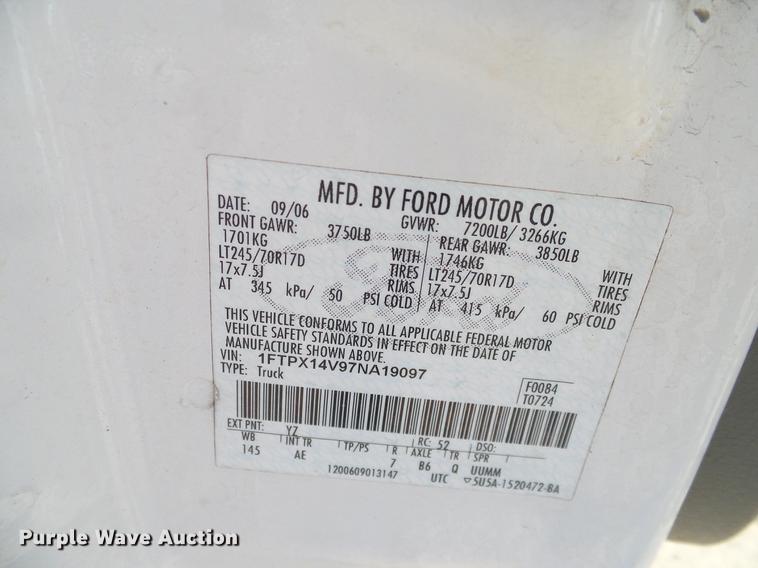 MFD. BY FORD MOTOR CO.
DATE: 09/06 GVWR: 7200LB/ 3266KG
FRONT GAWR: 3750LB REAR GAWR: 3850LB
1701KG WITH 1746KG WITH
LT245/70R17D TIRES LT245/70R17D TIRES
17x7.5J RIMS 17x7.5J RIMS
AT 345 kPa/ 50 PSI COLD AT 415 kPa/ 60 PSI COLD
THIS VEHICLE CONFORMS TO ALL APPLICABLE FEDERAL MOTOR
VEHICLE SAFETY STANDARDS IN EFFECT ON THE DATE OF
MANUFACTURE SHOWN ABOVE.
VIN: 1FTPX14V97NA19097
TYPE: Truck
F0084
T0724
EXT PNT: YZ RC: 52 DSO:
WB INT TR TP/PS R AXLE TR SPR
145 AE 7 B6 Q UUMM
1200609013147 UTC ▽5U5A-1520472-BA
Ford
Purple Wave Auction